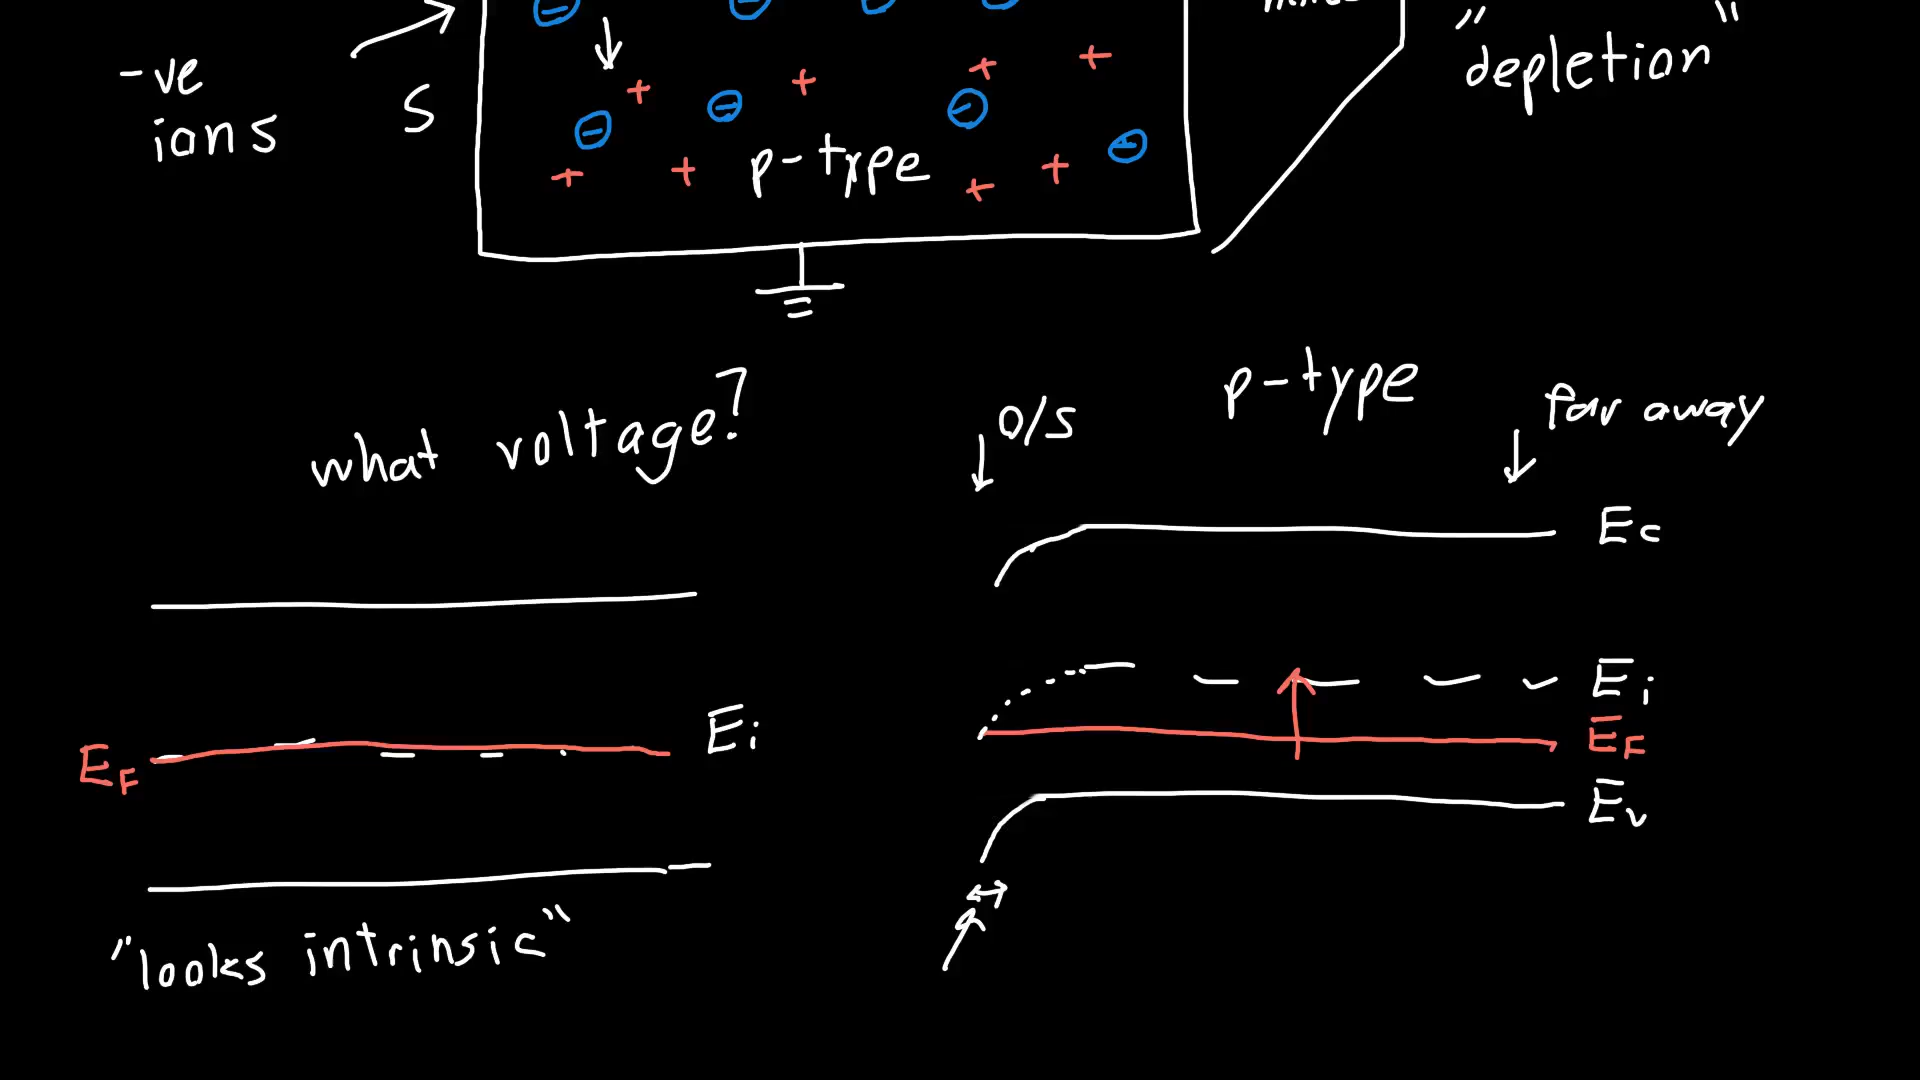 -ve
ions
S
p-type
"depletion"
what voltage?
O/S
p-type
far away
Ec
Ei
EF
Ev
EF
Ei
"looks intrinsic"